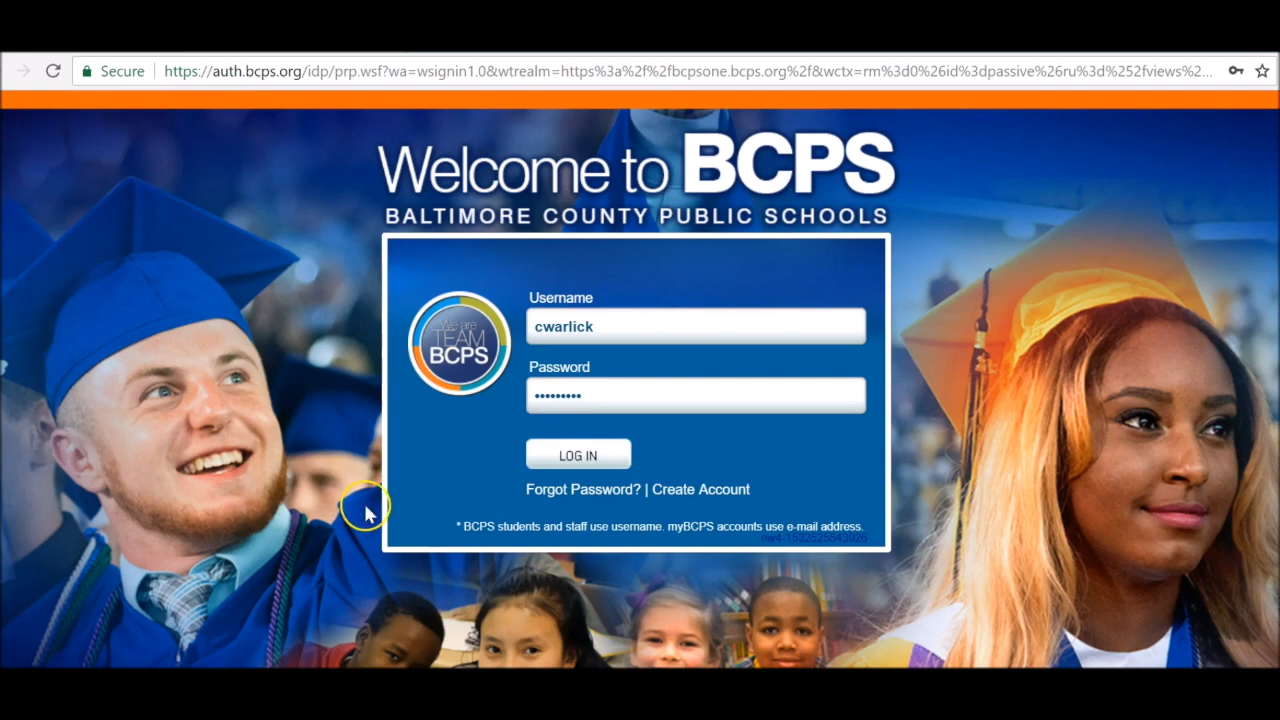 Secure | https://auth.bcps.org/idp/prp.wsf?wa=wsignin1.0&wtrealm=https%3a%2f%2fbcpsone.bcps.org%2f&wctx=rm%3d0%26id%3dpassive%26ru%3d%252fviews%2...
Welcome to BCPS
BALTIMORE COUNTY PUBLIC SCHOOLS
We are
TEAM
BCPS
Username
cwarlick
Password
•••••••••
LOG IN
Forgot Password? | Create Account
* BCPS students and staff use username. myBCPS accounts use e-mail address.
nw4-1532525543926